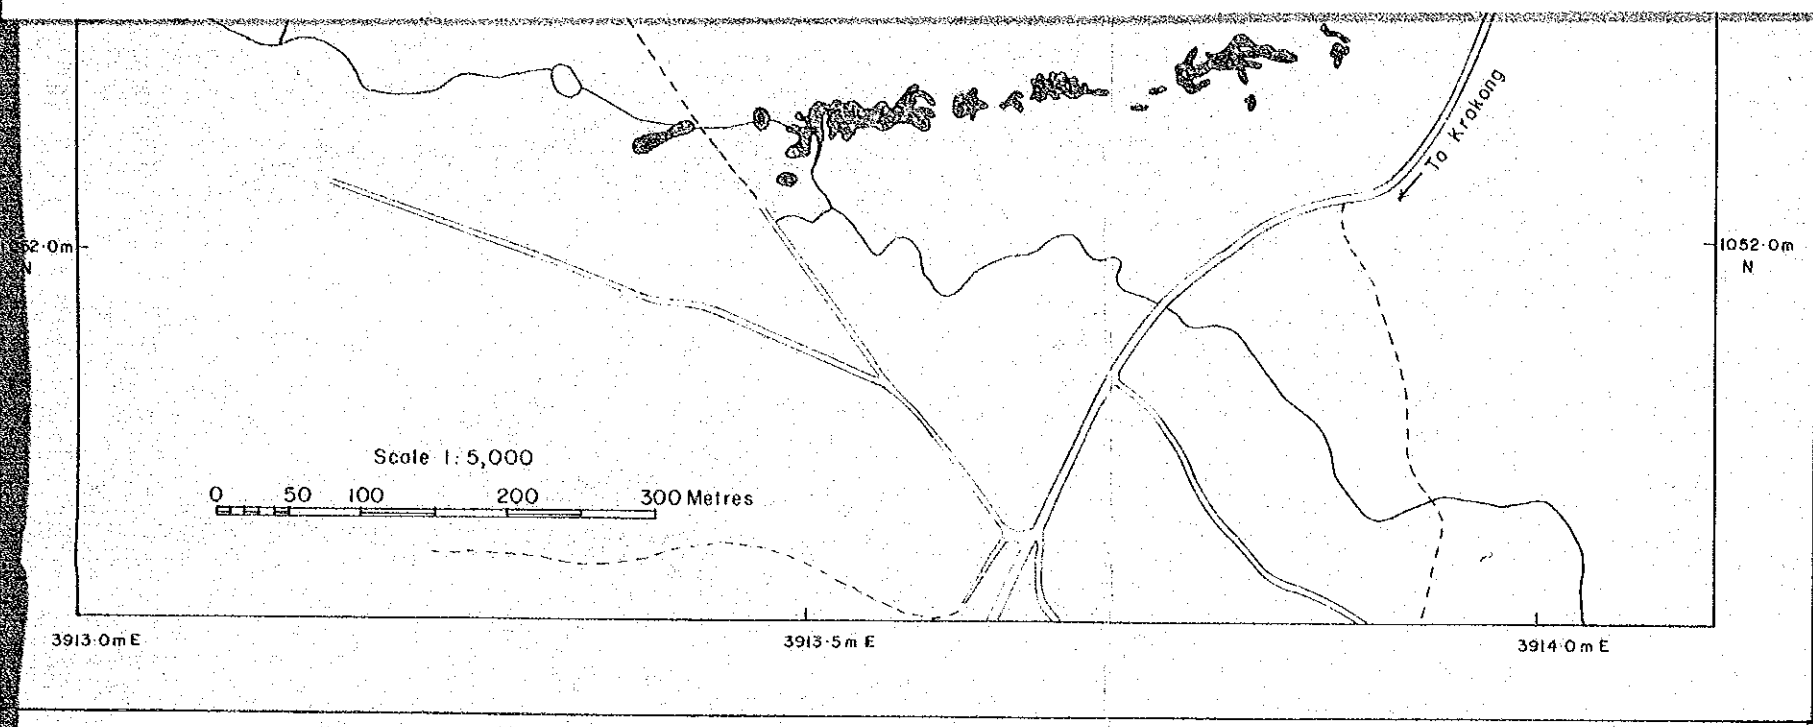 To Krokong
1052·0m
N
1052·0m
N
Scale 1:5,000
0 50 100 200 300 Metres
3913·0m E
3913·5m E
3914·0m E